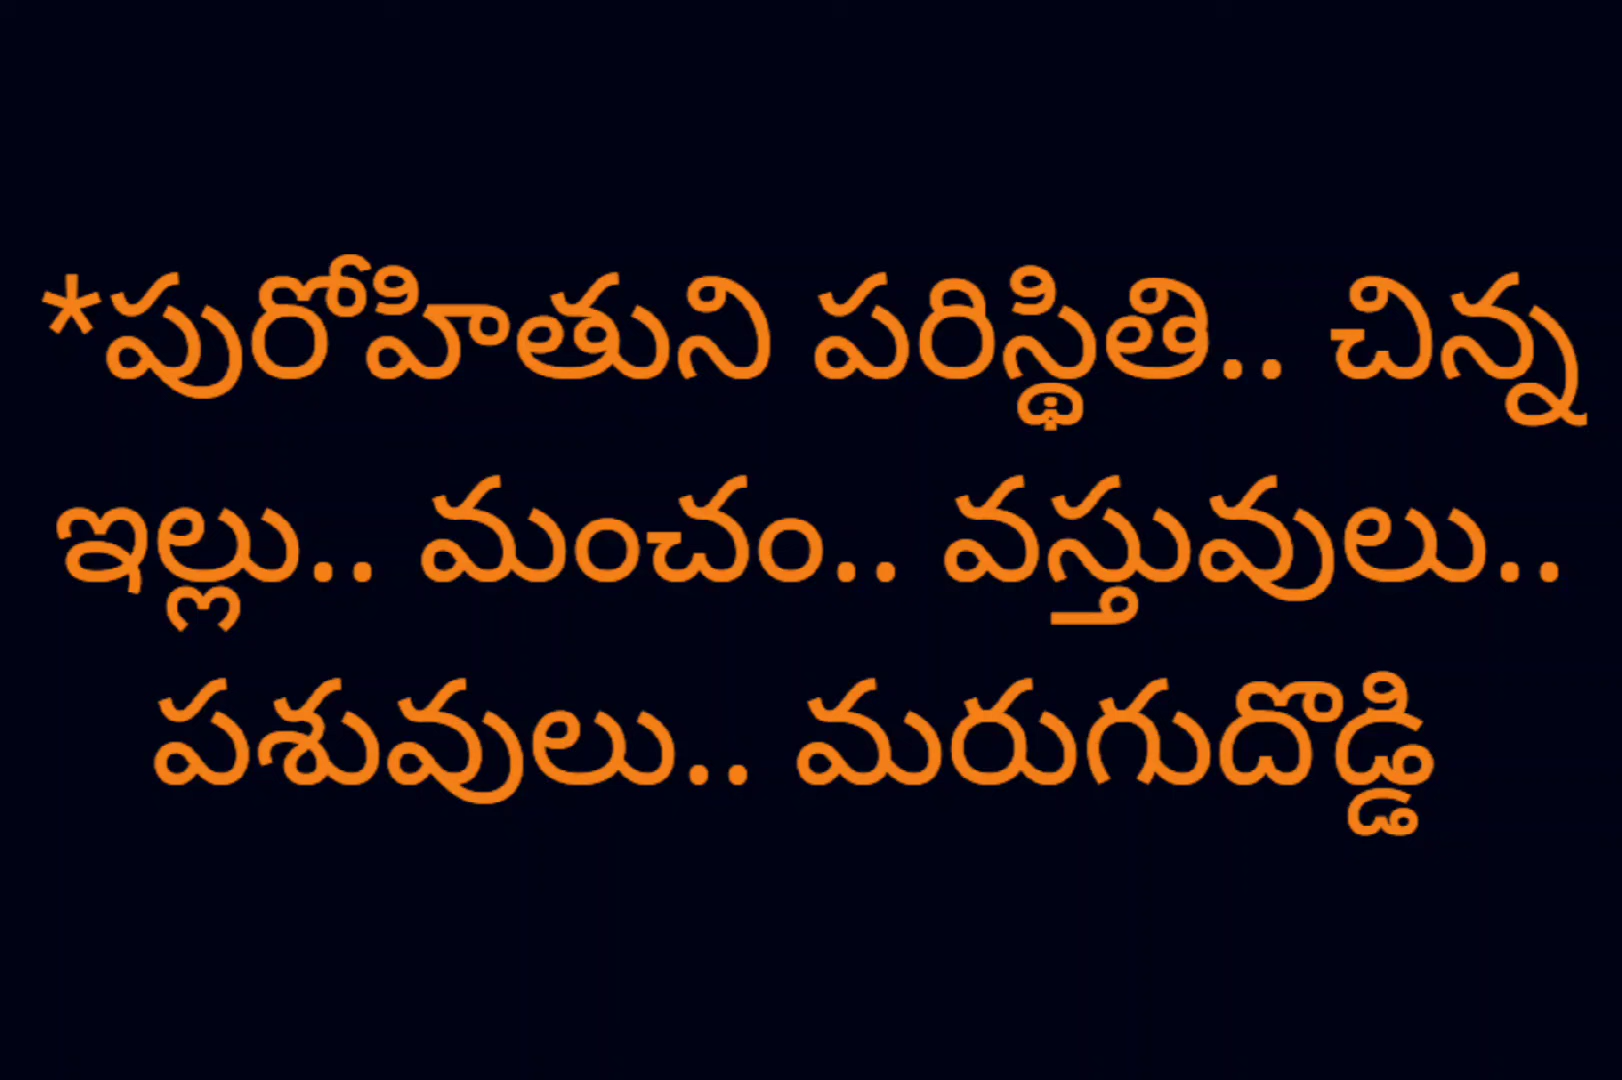 *పురోహితుని పరిస్థితి.. చిన్న
ఇల్లు.. మంచం.. వస్తువులు..
పశువులు.. మరుగుదొడ్డి